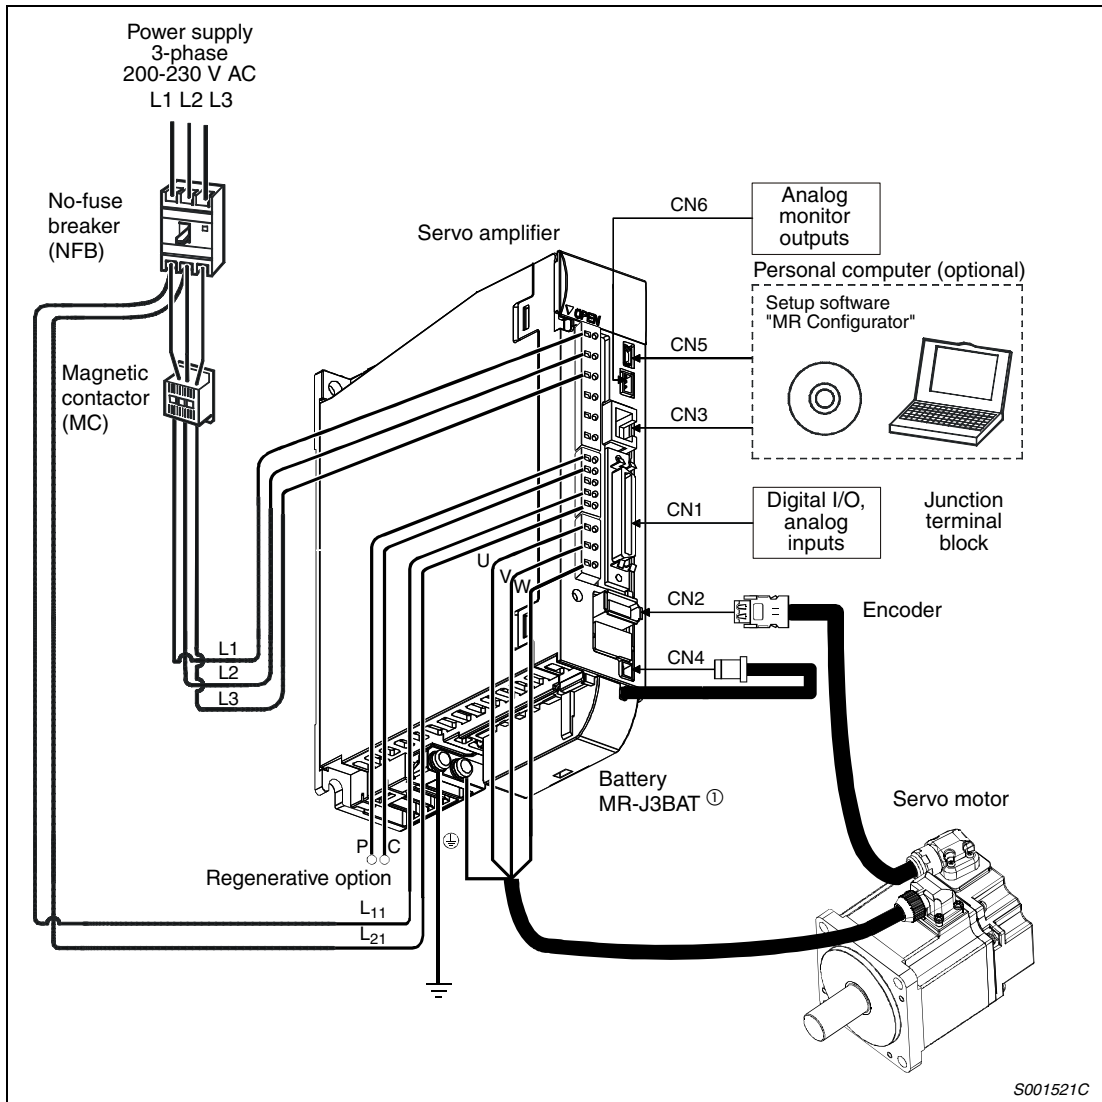 Power supply
3-phase
200-230 V AC
L1 L2 L3
No-fuse
breaker
(NFB)
Servo amplifier
CN6
Analog
monitor
outputs
Personal computer (optional)
Setup software
"MR Configurator"
OPEN
CN5
Magnetic
contactor
(MC)
CN3
CN1
Digital I/O,
analog
inputs
Junction
terminal
block
U
V
W
CN2
Encoder
L1
CN4
L2
L3
Battery
MR-J3BAT ①
Servo motor
P C
Regenerative option
L11
L21
S001521C